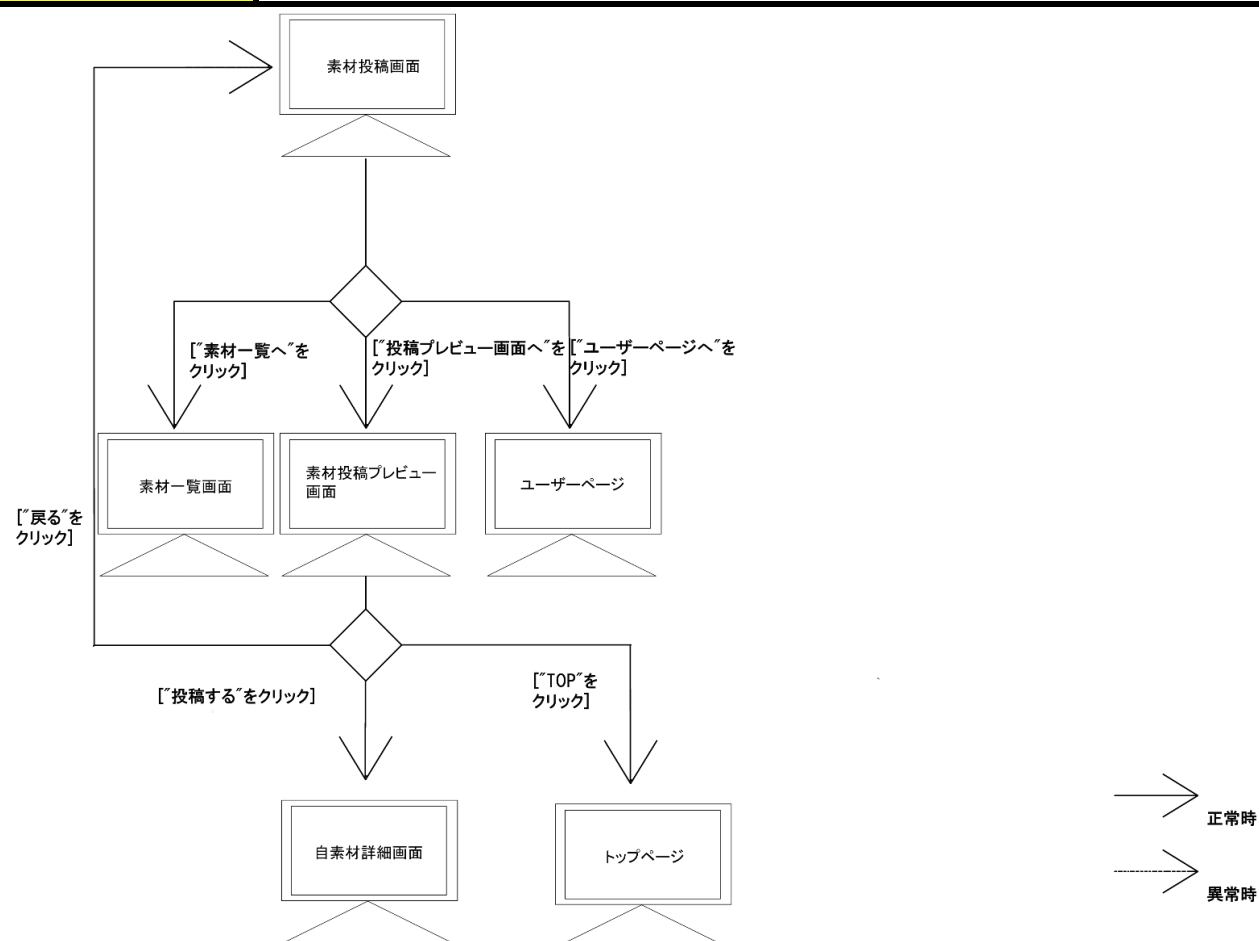 素材投稿画面
["素材一覧へ"を
クリック]
["投稿プレビュー画面へ"を
クリック]
["ユーザーページへ"を
クリック]
素材一覧画面
素材投稿プレビュー
画面
ユーザーページ
["戻る"を
クリック]
["投稿する"をクリック]
["TOP"を
クリック]
自素材詳細画面
トップページ
正常時
異常時